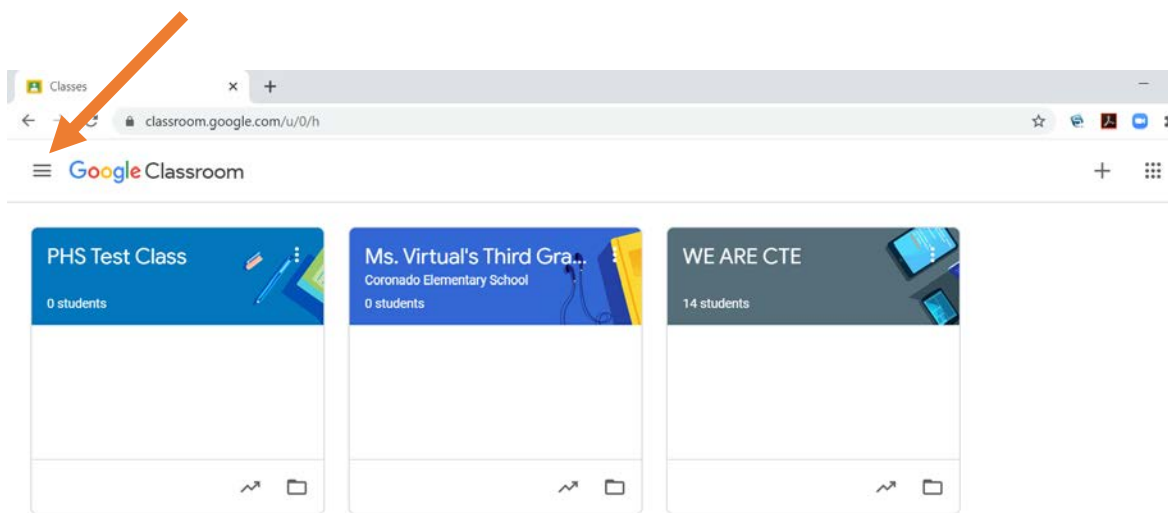 Classes
classroom.google.com/u/0/h
Google Classroom
PHS Test Class
0 students
Ms. Virtual's Third Gra...
Coronado Elementary School
0 students
WE ARE CTE
14 students